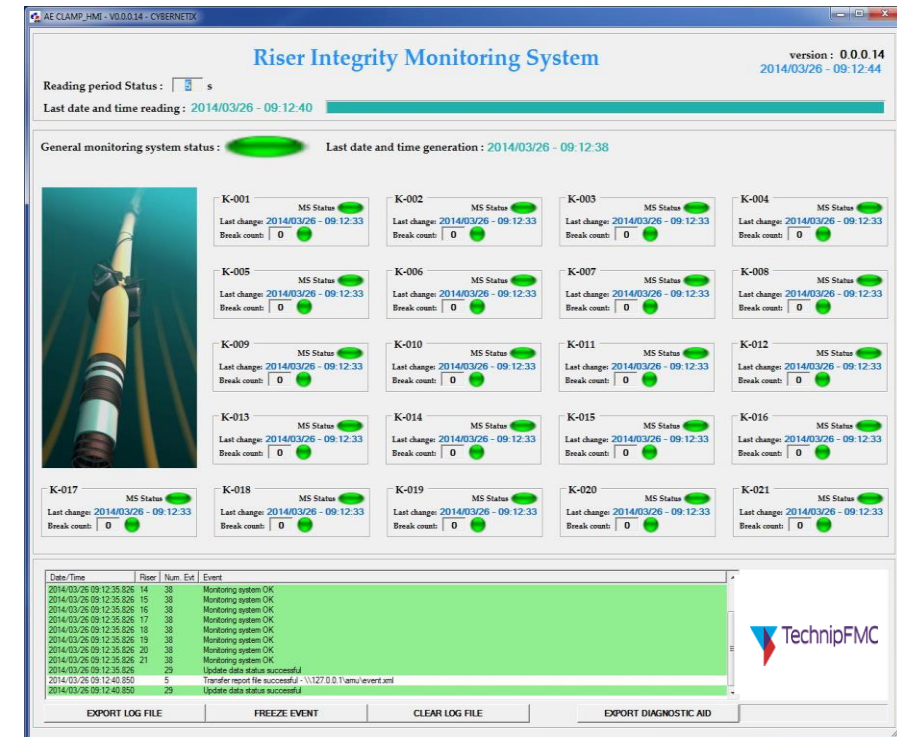 AE CLAMP_HMI - V0.0.0.14 - CYBERNETIX
Riser Integrity Monitoring System
version : 0.0.0.14
2014/03/26 - 09:12:44
Reading period Status : 5 s
Last date and time reading : 2014/03/26 - 09:12:40
General monitoring system status :
Last date and time generation : 2014/03/26 - 09:12:38
K-001
MS Status
Last change: 2014/03/26 - 09:12:33
Break count: 0
K-002
MS Status
Last change: 2014/03/26 - 09:12:33
Break count: 0
K-003
MS Status
Last change: 2014/03/26 - 09:12:33
Break count: 0
K-004
MS Status
Last change: 2014/03/26 - 09:12:33
Break count: 0
K-005
MS Status
Last change: 2014/03/26 - 09:12:33
Break count: 0
K-006
MS Status
Last change: 2014/03/26 - 09:12:33
Break count: 0
K-007
MS Status
Last change: 2014/03/26 - 09:12:33
Break count: 0
K-008
MS Status
Last change: 2014/03/26 - 09:12:33
Break count: 0
K-009
MS Status
Last change: 2014/03/26 - 09:12:33
Break count: 0
K-010
MS Status
Last change: 2014/03/26 - 09:12:33
Break count: 0
K-011
MS Status
Last change: 2014/03/26 - 09:12:33
Break count: 0
K-012
MS Status
Last change: 2014/03/26 - 09:12:33
Break count: 0
K-013
MS Status
Last change: 2014/03/26 - 09:12:33
Break count: 0
K-014
MS Status
Last change: 2014/03/26 - 09:12:33
Break count: 0
K-015
MS Status
Last change: 2014/03/26 - 09:12:33
Break count: 0
K-016
MS Status
Last change: 2014/03/26 - 09:12:33
Break count: 0
K-017
MS Status
Last change: 2014/03/26 - 09:12:33
Break count: 0
K-018
MS Status
Last change: 2014/03/26 - 09:12:33
Break count: 0
K-019
MS Status
Last change: 2014/03/26 - 09:12:33
Break count: 0
K-020
MS Status
Last change: 2014/03/26 - 09:12:33
Break count: 0
K-021
MS Status
Last change: 2014/03/26 - 09:12:33
Break count: 0
Date/Time Riser Num. Evt Event
2014/03/26 09:12:35.826 14 38 Monitoring system OK
2014/03/26 09:12:35.826 15 38 Monitoring system OK
2014/03/26 09:12:35.826 16 38 Monitoring system OK
2014/03/26 09:12:35.826 17 38 Monitoring system OK
2014/03/26 09:12:35.826 18 38 Monitoring system OK
2014/03/26 09:12:35.826 19 38 Monitoring system OK
2014/03/26 09:12:35.826 20 38 Monitoring system OK
2014/03/26 09:12:35.826 21 38 Monitoring system OK
2014/03/26 09:12:35.826 29 Update data status successful
2014/03/26 09:12:40.850 5 Transfer report file successful - \\127.0.0.1\amu\event.xml
2014/03/26 09:12:40.850 29 Update data status successful
TechnipFMC
EXPORT LOG FILE
FREEZE EVENT
CLEAR LOG FILE
EXPORT DIAGNOSTIC AID